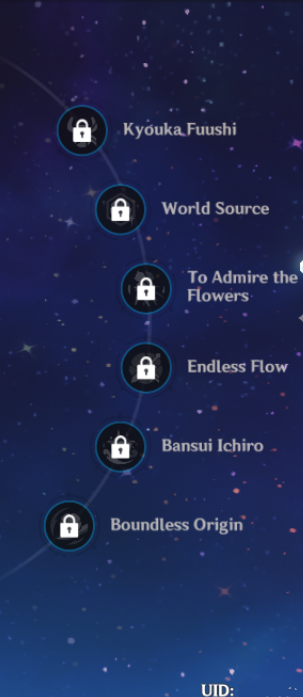 Kyouka Fuushi
World Source
To Admire the
Flowers
Endless Flow
Bansui Ichiro
Boundless Origin
UID: